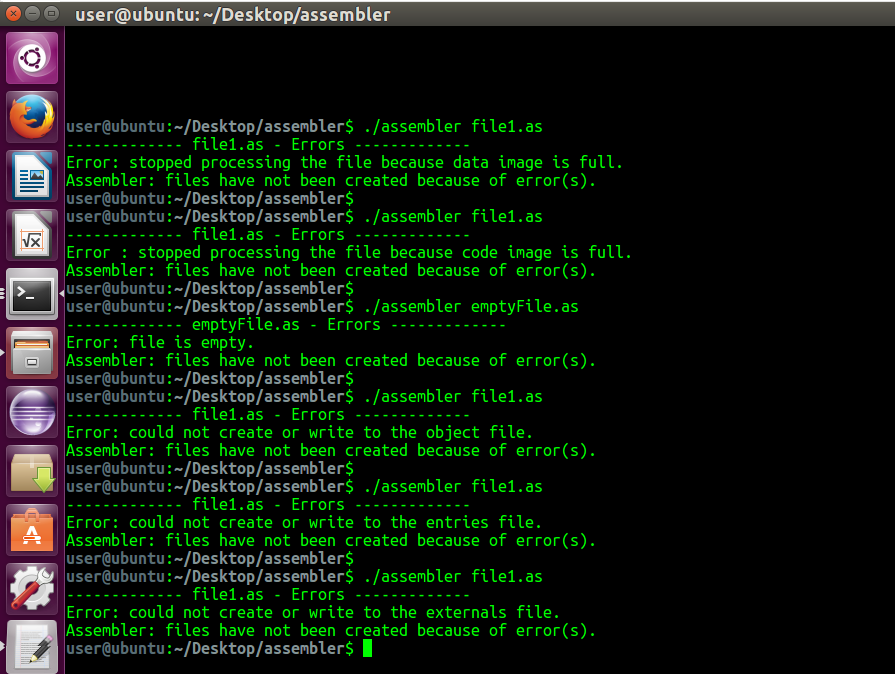 user@ubuntu: ~/Desktop/assembler
user@ubuntu:~/Desktop/assembler$ ./assembler file1.as
------------- file1.as - Errors -------------
Error: stopped processing the file because data image is full.
Assembler: files have not been created because of error(s).
user@ubuntu:~/Desktop/assembler$
user@ubuntu:~/Desktop/assembler$ ./assembler file1.as
------------- file1.as - Errors -------------
Error : stopped processing the file because code image is full.
Assembler: files have not been created because of error(s).
user@ubuntu:~/Desktop/assembler$
user@ubuntu:~/Desktop/assembler$ ./assembler emptyFile.as
------------- emptyFile.as - Errors -------------
Error: file is empty.
Assembler: files have not been created because of error(s).
user@ubuntu:~/Desktop/assembler$
user@ubuntu:~/Desktop/assembler$ ./assembler file1.as
------------- file1.as - Errors -------------
Error: could not create or write to the object file.
Assembler: files have not been created because of error(s).
user@ubuntu:~/Desktop/assembler$
user@ubuntu:~/Desktop/assembler$ ./assembler file1.as
------------- file1.as - Errors -------------
Error: could not create or write to the entries file.
Assembler: files have not been created because of error(s).
user@ubuntu:~/Desktop/assembler$
user@ubuntu:~/Desktop/assembler$ ./assembler file1.as
------------- file1.as - Errors -------------
Error: could not create or write to the externals file.
Assembler: files have not been created because of error(s).
user@ubuntu:~/Desktop/assembler$